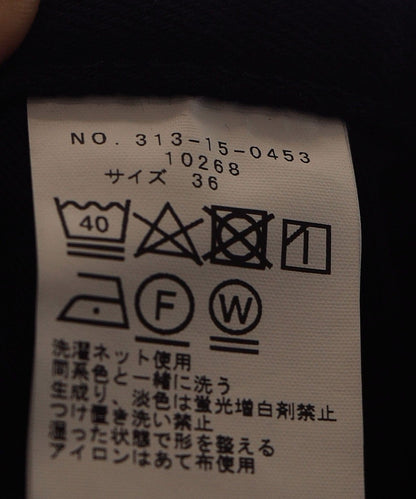 NO. 313-15-0453
10268
サイズ 36
40
F W
洗濯ネット使用
同系色と一緒に洗う
生成り、淡色は蛍光増白剤禁止
つけ置き洗い禁止
湿った状態で形を整える
アイロンはあて布使用